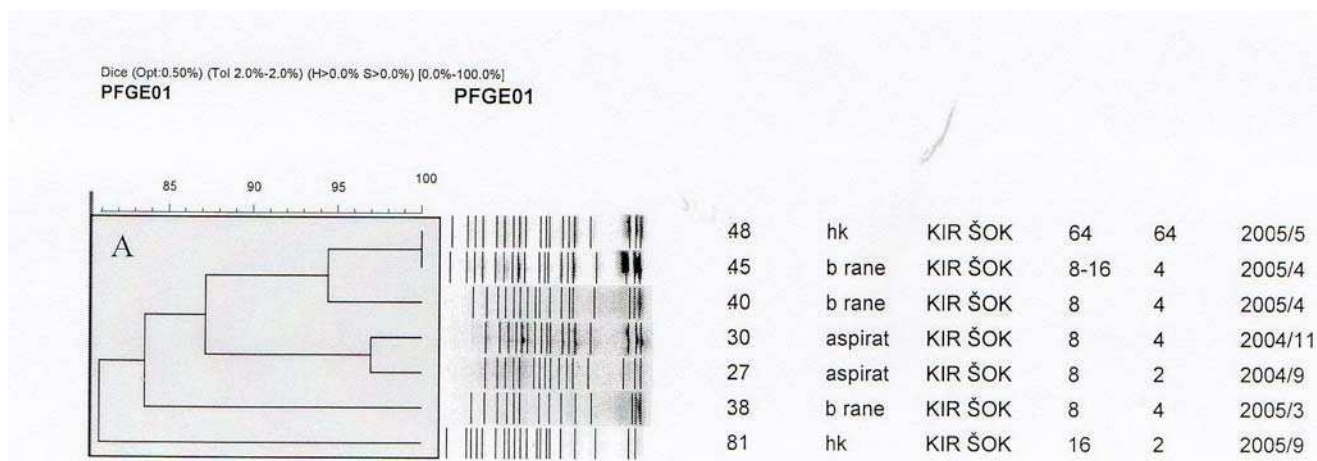 Dice (Opt:0.50%) (Tol 2.0%-2.0%) (H>0.0% S>0.0%) [0.0%-100.0%]
PFGE01 PFGE01
85 90 95 100
A
48 hk KIR ŠOK 64 64 2005/5
45 b rane KIR ŠOK 8-16 4 2005/4
40 b rane KIR ŠOK 8 4 2005/4
30 aspirat KIR ŠOK 8 4 2004/11
27 aspirat KIR ŠOK 8 2 2004/9
38 b rane KIR ŠOK 8 4 2005/3
81 hk KIR ŠOK 16 2 2005/9